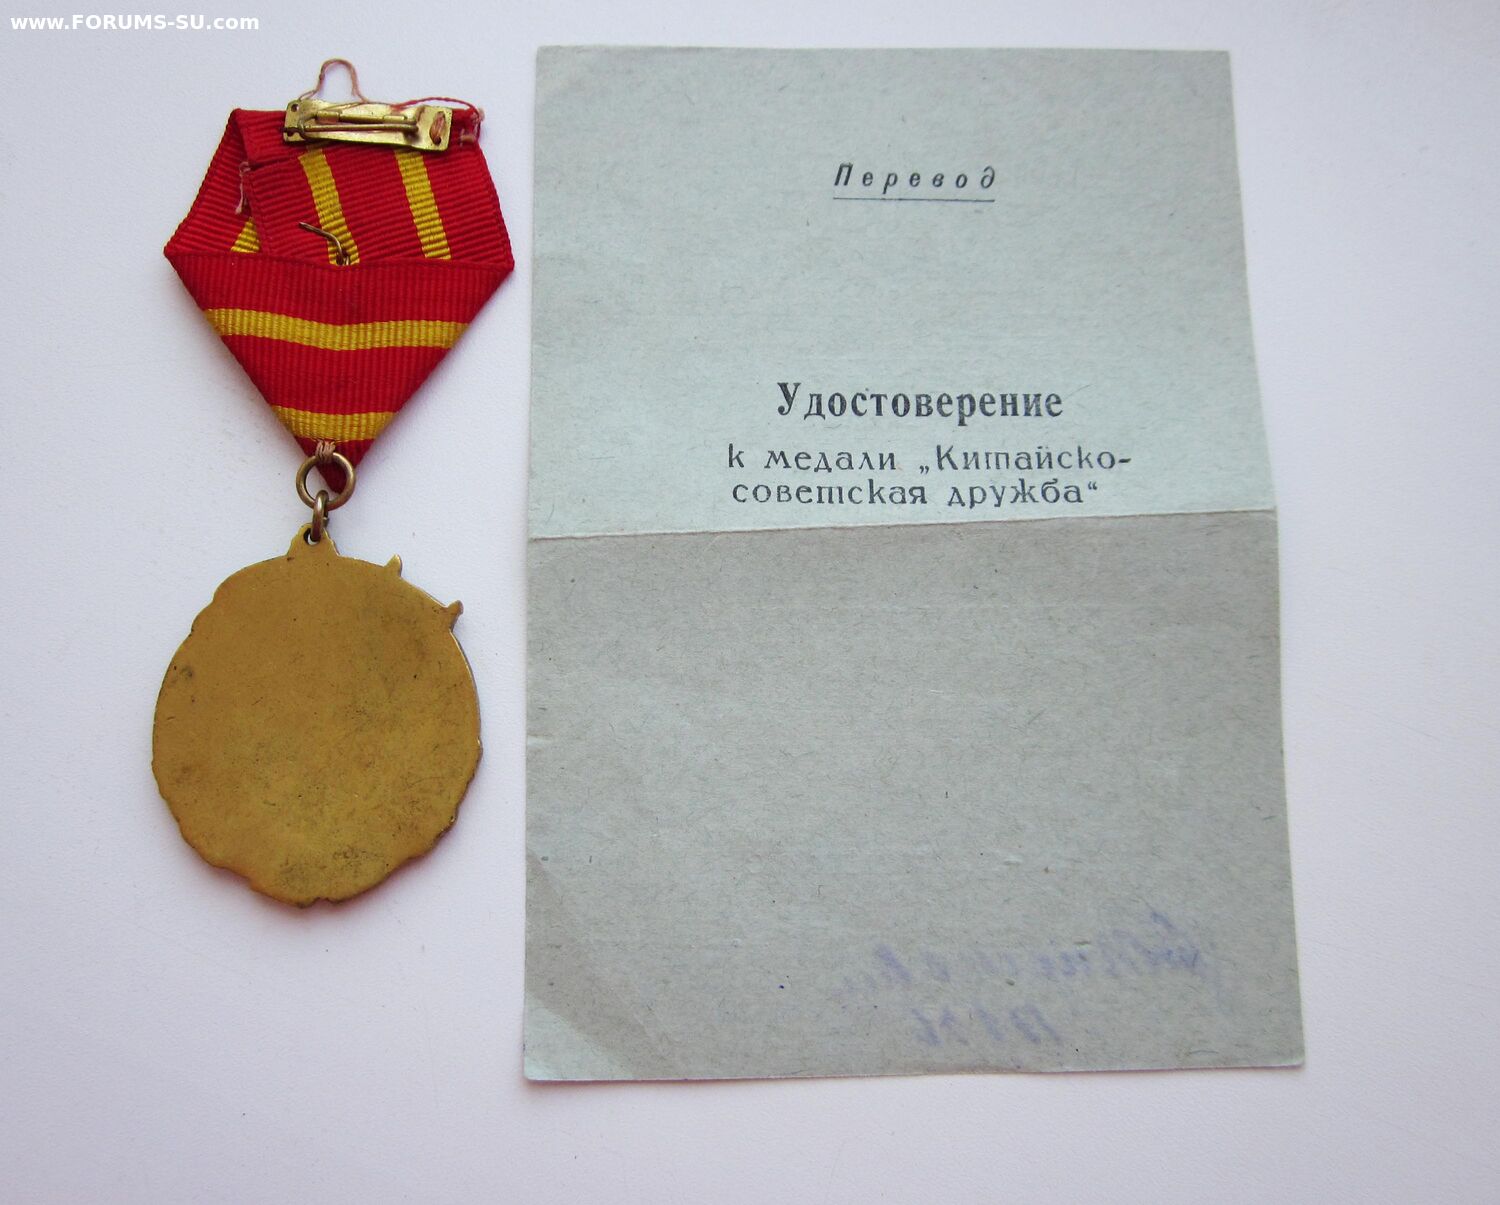 www.FORUMS-SU.com
Перевод
Удостоверение
к медали „Китайско-
советская дружба“